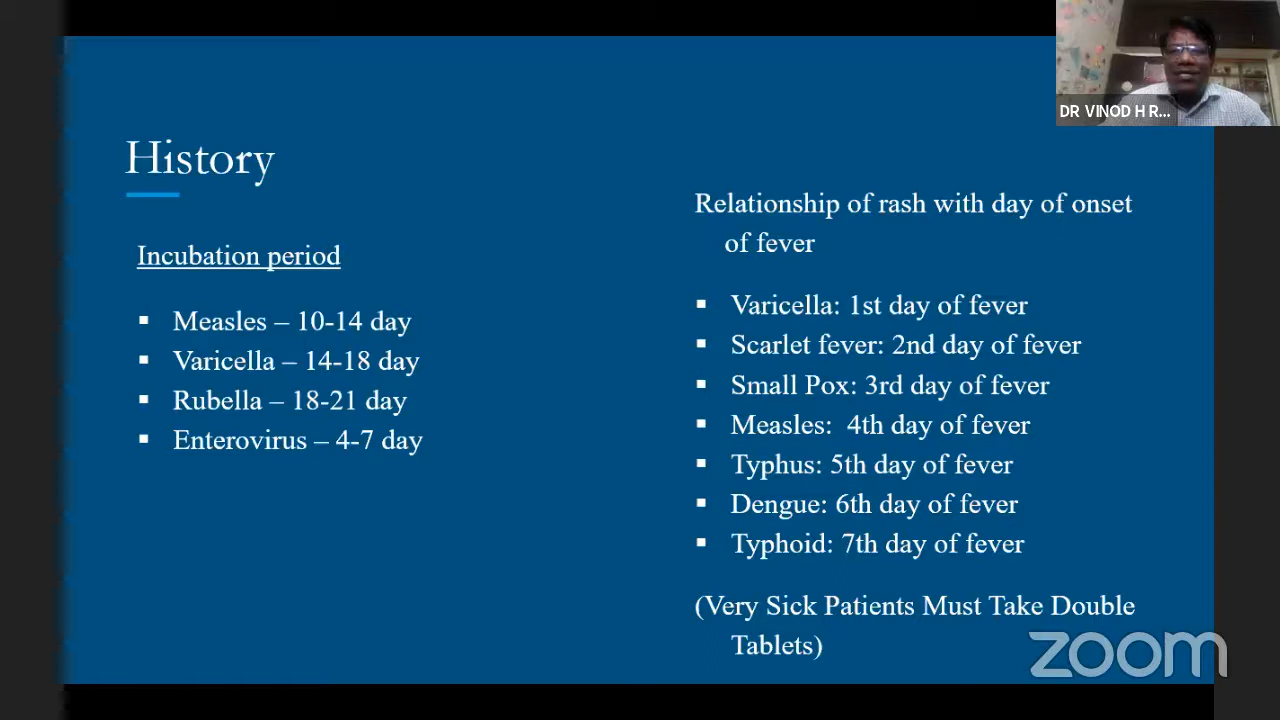 DR VINOD H R...
History
Incubation period
▪ Measles – 10-14 day
▪ Varicella – 14-18 day
▪ Rubella – 18-21 day
▪ Enterovirus – 4-7 day
Relationship of rash with day of onset
of fever
▪ Varicella: 1st day of fever
▪ Scarlet fever: 2nd day of fever
▪ Small Pox: 3rd day of fever
▪ Measles:  4th day of fever
▪ Typhus: 5th day of fever
▪ Dengue: 6th day of fever
▪ Typhoid: 7th day of fever
(Very Sick Patients Must Take Double
Tablets)
zoom